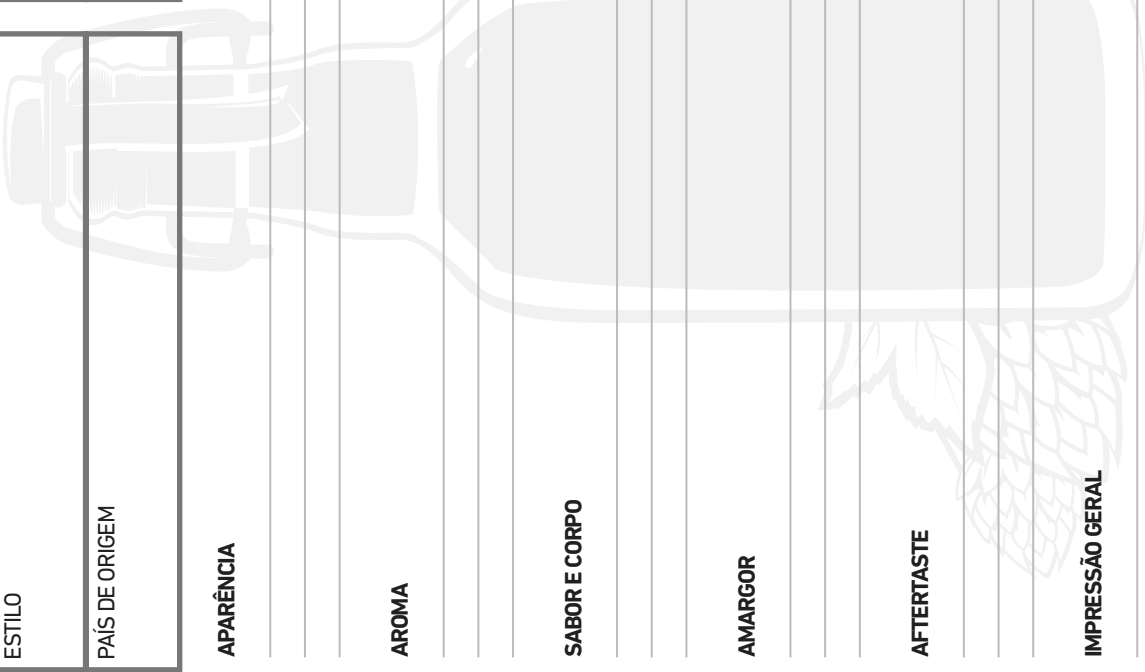 ESTILO
PAÍS DE ORIGEM
APARÊNCIA
AROMA
SABOR E CORPO
AMARGOR
AFTERTASTE
IMPRESSÃO GERAL